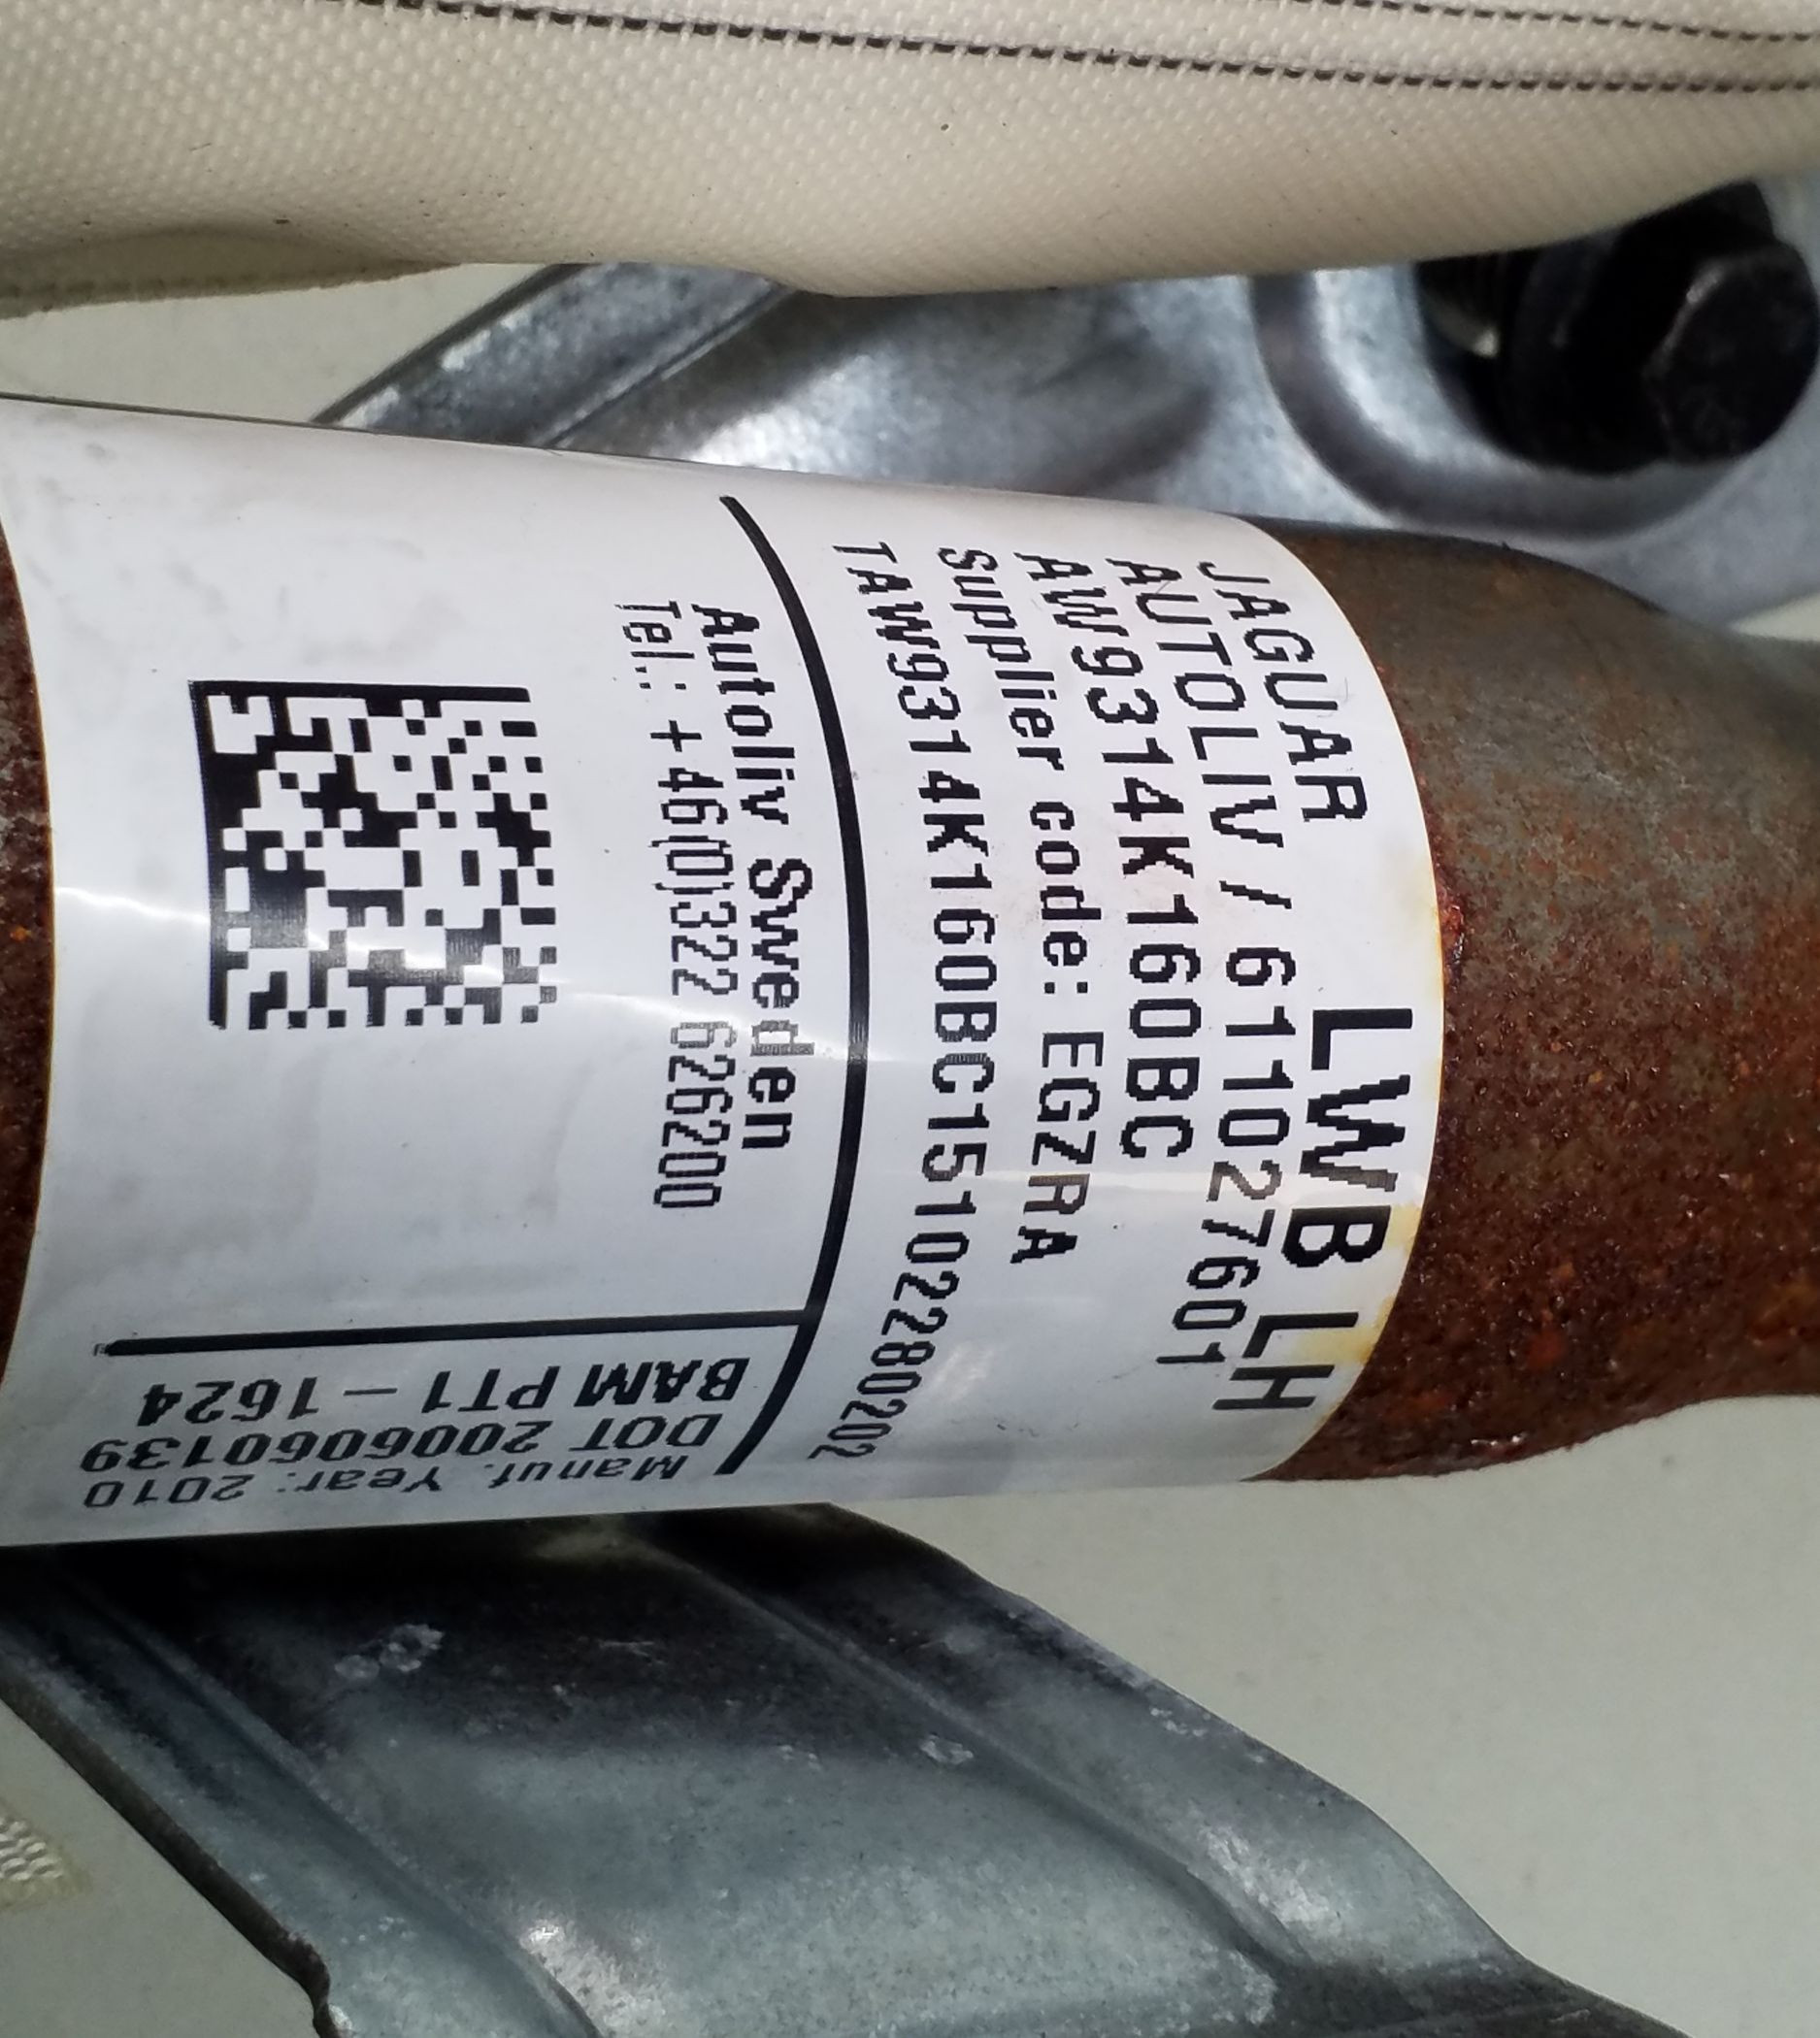 JAGUAR LWB LH
AUTOLIV / 611027601
AW9314K160BC
Supplier code: EGZRA
TAW9314K160BC15102280202
Autoliv Sweden
Tel.: +46(0)322 626200
BAM PT1 - 1624
DOT 2006060139
Manuf. Year: 2010